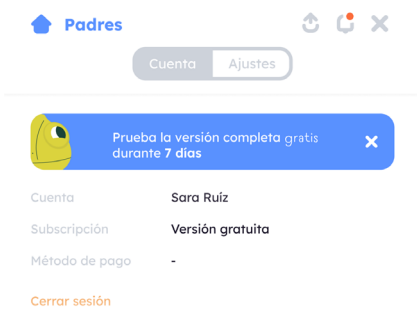 Padres
Cuenta Ajustes
Prueba la versión completa gratis
durante 7 días
Cuenta Sara Ruíz
Subscripción Versión gratuita
Método de pago -
Cerrar sesión